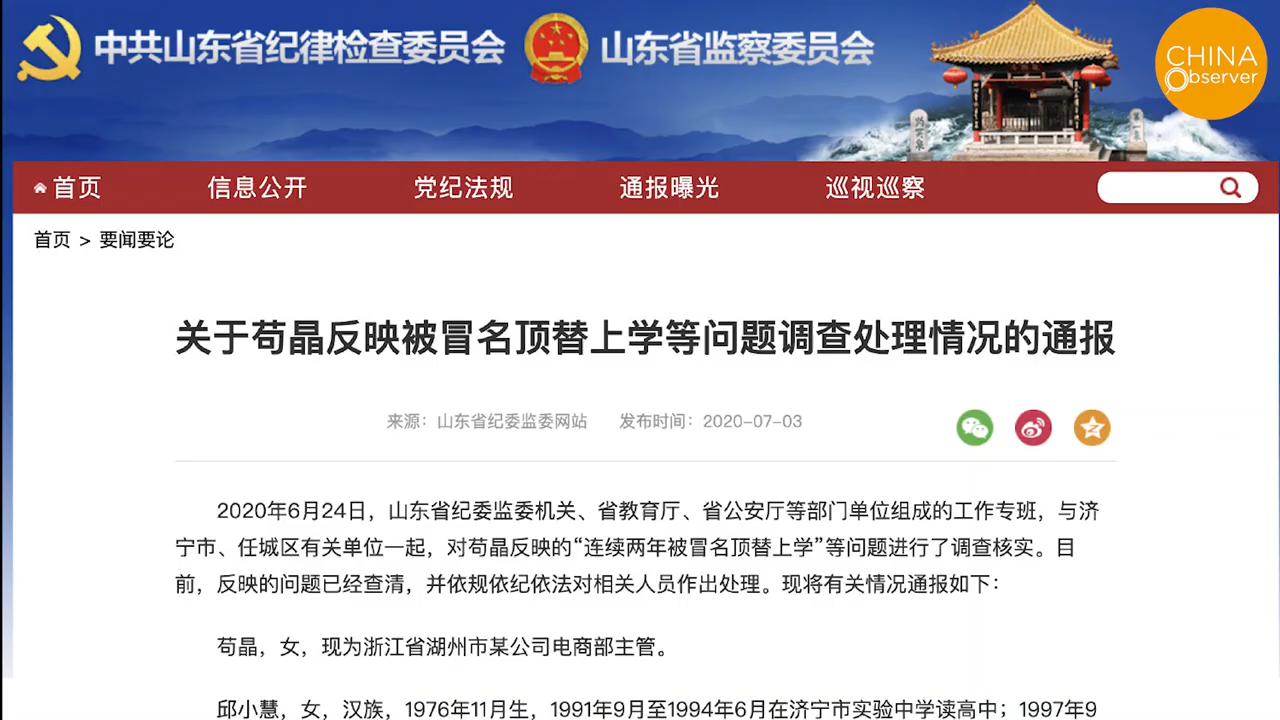 中共山东省纪律检查委员会 山东省监察委员会
CHINA
Observer
首页 信息公开 党纪法规 通报曝光 巡视巡察
首页 > 要闻要论
关于苟晶反映被冒名顶替上学等问题调查处理情况的通报
来源：山东省纪委监委网站 发布时间：2020-07-03
2020年6月24日，山东省纪委监委机关、省教育厅、省公安厅等部门单位组成的工作专班，与济
宁市、任城区有关单位一起，对苟晶反映的“连续两年被冒名顶替上学”等问题进行了调查核实。目
前，反映的问题已经查清，并依规依纪依法对相关人员作出处理。现将有关情况通报如下：
苟晶，女，现为浙江省湖州市某公司电商部主管。
邱小慧，女，汉族，1976年11月生，1991年9月至1994年6月在济宁市实验中学读高中；1997年9